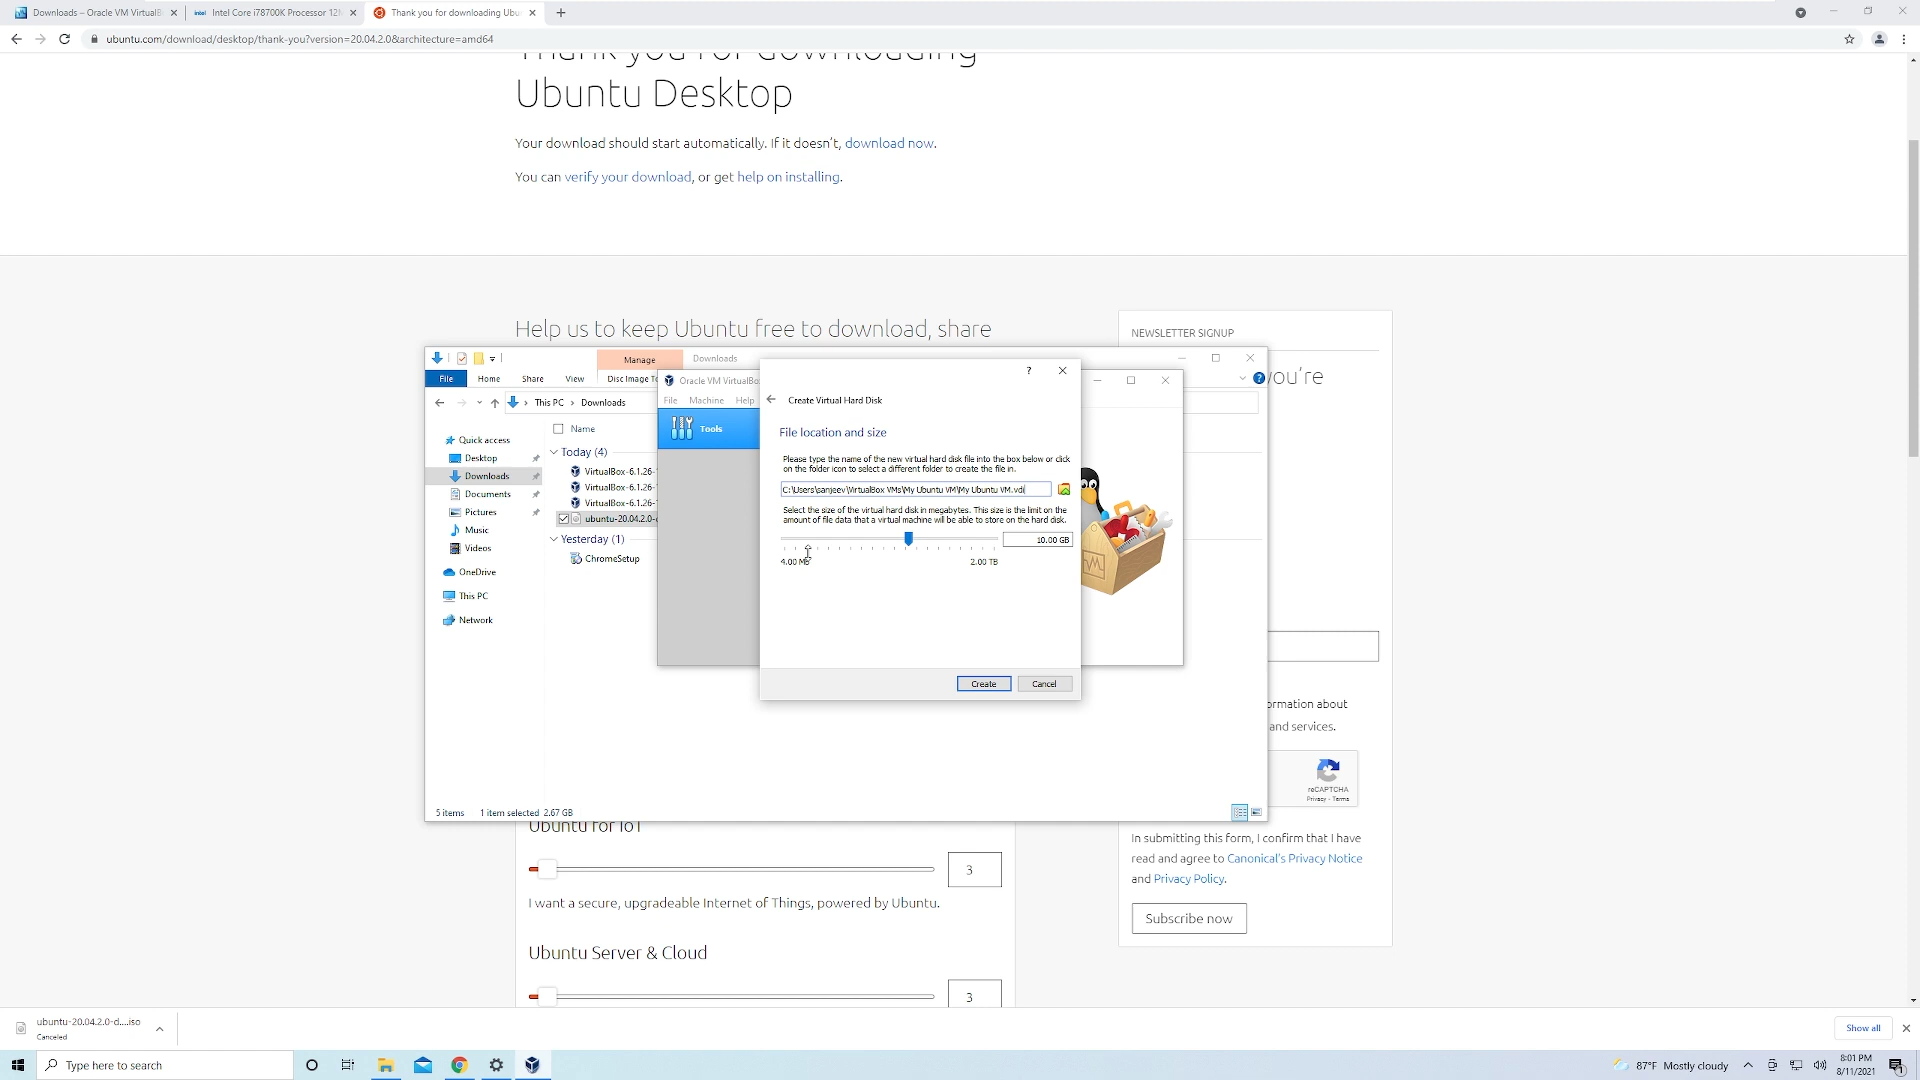 Downloads – Oracle VM VirtualB
Intel Core i78700K Processor 12M
Thank you for downloading Ubu
ubuntu.com/download/desktop/thank-you?version=20.04.2.0&architecture=amd64
Thank you for downloading
Ubuntu Desktop
Your download should start automatically. If it doesn't, download now.
You can verify your download, or get help on installing.
Help us to keep Ubuntu free to download, share
NEWSLETTER SIGNUP
you're
Manage
Downloads
File
Home
Share
View
Disc Image To
This PC
Downloads
Name
Quick access
Desktop
Downloads
Documents
Pictures
Music
Videos
OneDrive
This PC
Network
Today (4)
VirtualBox-6.1.26-
VirtualBox-6.1.26-
VirtualBox-6.1.26-
ubuntu-20.04.2.0-
Yesterday (1)
ChromeSetup
5 items
1 item selected 2.67 GB
Oracle VM VirtualBox
File
Machine
Help
Tools
?
Create Virtual Hard Disk
File location and size
Please type the name of the new virtual hard disk file into the box below or click
on the folder icon to select a different folder to create the file in.
C:\Users\sanjeev\VirtualBox VMs\My Ubuntu VM\My Ubuntu VM.vdi
Select the size of the virtual hard disk in megabytes. This size is the limit on the
amount of file data that a virtual machine will be able to store on the hard disk.
10.00 GB
4.00 MB
2.00 TB
Create
Cancel
ormation about
and services.
reCAPTCHA
Privacy - Terms
In submitting this form, I confirm that I have
read and agree to Canonical's Privacy Notice
and Privacy Policy.
Subscribe now
Ubuntu for IoT
3
I want a secure, upgradeable Internet of Things, powered by Ubuntu.
Ubuntu Server & Cloud
3
ubuntu-20.04.2.0-d....iso
Canceled
Show all
Type here to search
87°F Mostly cloudy
8:01 PM
8/11/2021
1